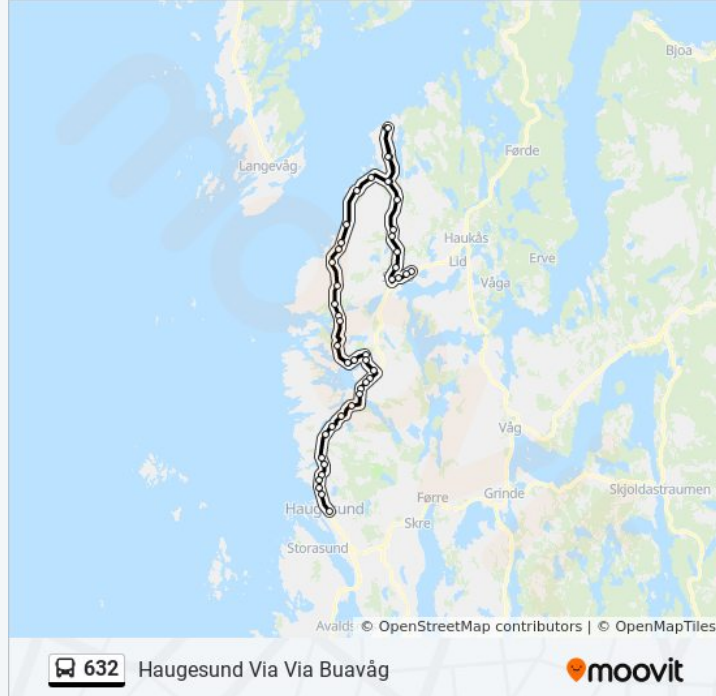 Bjoa
Førde
Langevåg
Haukås
Lid
Erve
Våga
Våg
Skjoldastraumen
Grinde
Førre
Haugesund
Skre
Storasund
Avalds
© OpenStreetMap contributors | © OpenMapTiles
632 Haugesund Via Via Buavåg
moovit